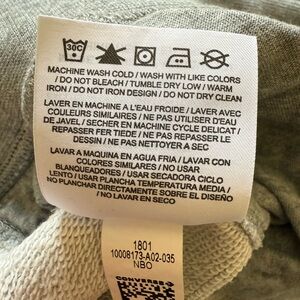 30C
MACHINE WASH COLD / WASH WITH LIKE COLORS
/ DO NOT BLEACH / TUMBLE DRY LOW / WARM
IRON / DO NOT IRON DESIGN / DO NOT DRY CLEAN
LAVER EN MACHINE A L'EAU FROIDE / LAVER AVEC
COULEURS SIMILAIRES / NE PAS UTILISER D'EAU
DE JAVEL / SECHER EN MACHINE CYCLE DELICAT /
REPASSER FER TIEDE / NE PAS REPASSER LE
DESSIN / NE PAS NETTOYER A SEC
LAVAR A MAQUINA EN AGUA FRIA / LAVAR CON
COLORES SIMILARES / NO USAR
BLANQUEADORES / USAR SECADORA CICLO
LENTO / USAR PLANCHA TEMPERATURA MEDIA /
NO PLANCHAR DIRECTAMENTE SOBRE EL DISEÑO
/ NO LAVAR EN SECO
1801
10008173-A02-035
NBO
CONVERSE